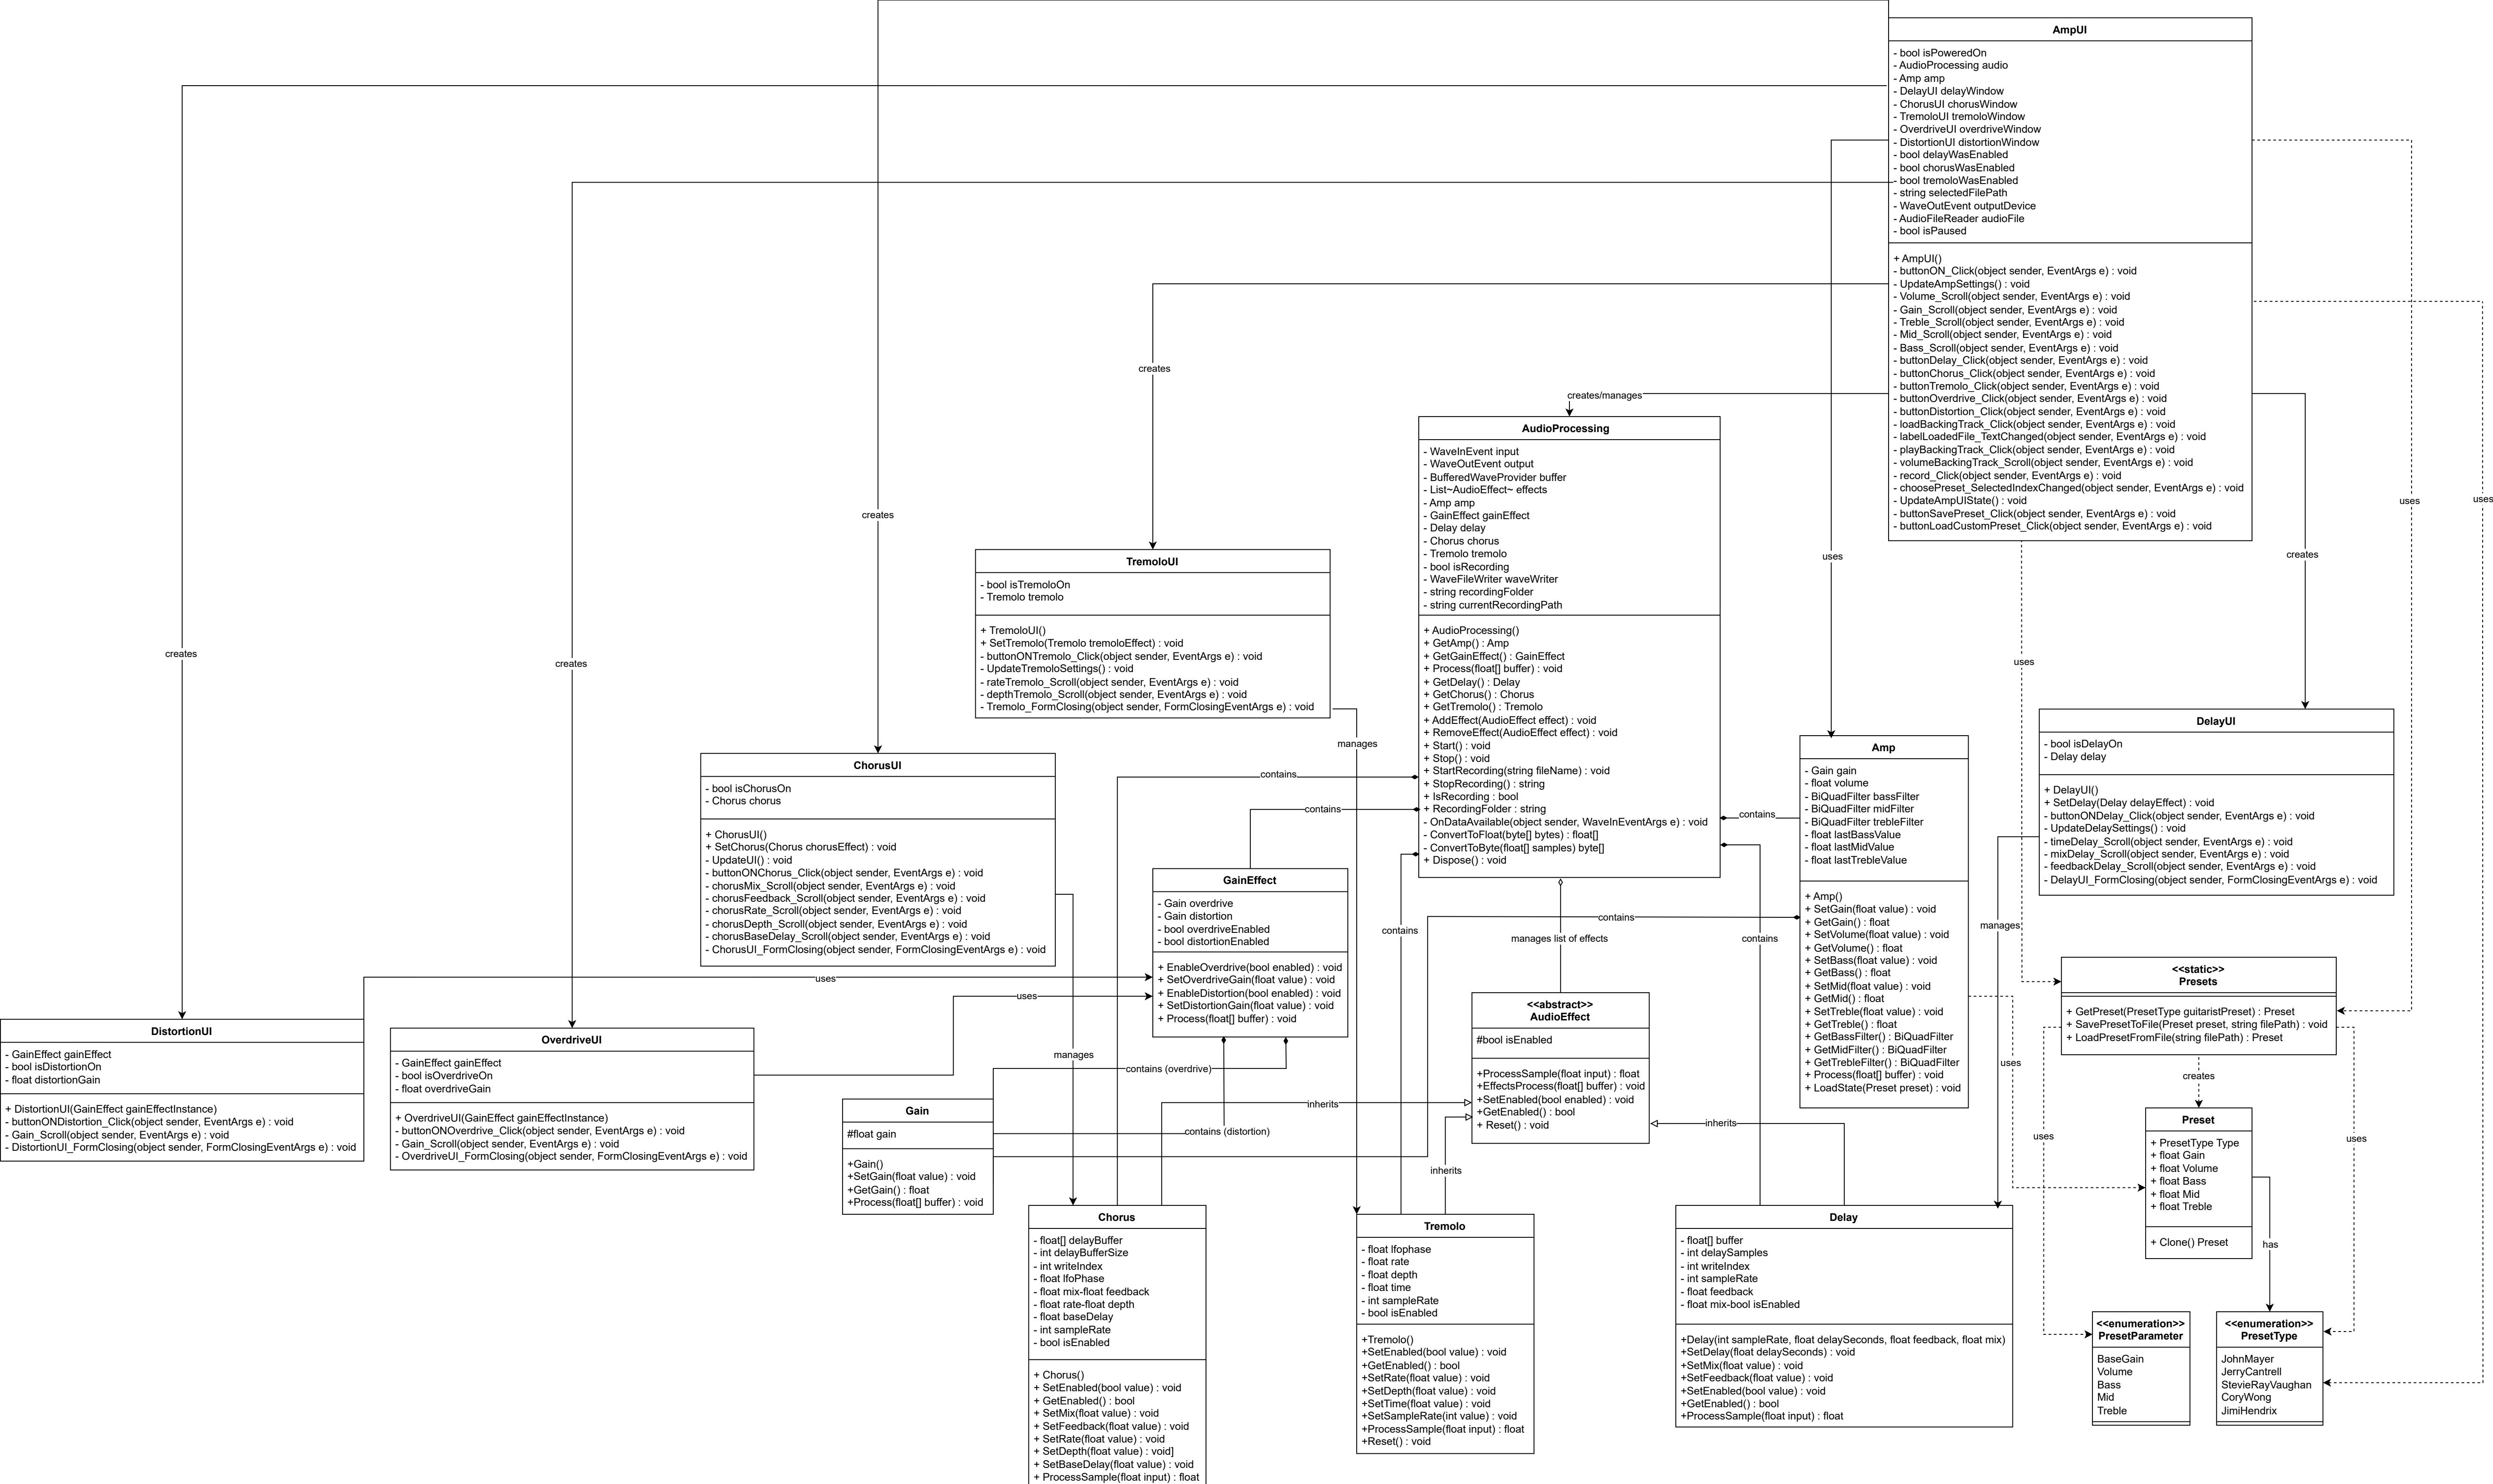 AmpUI
- bool isPoweredOn
- AudioProcessing audio
- Amp amp
- DelayUI delayWindow
- ChorusUI chorusWindow
- TremoloUI tremoloWindow
- OverdriveUI overdriveWindow
- DistortionUI distortionWindow
- bool delayWasEnabled
- bool chorusWasEnabled
- bool tremoloWasEnabled
- string selectedFilePath
- WaveOutEvent outputDevice
- AudioFileReader audioFile
- bool isPaused
+ AmpUI()
- buttonON_Click(object sender, EventArgs e) : void
- UpdateAmpSettings() : void
- Volume_Scroll(object sender, EventArgs e) : void
- Gain_Scroll(object sender, EventArgs e) : void
- Treble_Scroll(object sender, EventArgs e) : void
- Mid_Scroll(object sender, EventArgs e) : void
- Bass_Scroll(object sender, EventArgs e) : void
- buttonDelay_Click(object sender, EventArgs e) : void
- buttonChorus_Click(object sender, EventArgs e) : void
- buttonTremolo_Click(object sender, EventArgs e) : void
- buttonOverdrive_Click(object sender, EventArgs e) : void
- buttonDistortion_Click(object sender, EventArgs e) : void
- loadBackingTrack_Click(object sender, EventArgs e) : void
- labelLoadedFile_TextChanged(object sender, EventArgs e) : void
- playBackingTrack_Click(object sender, EventArgs e) : void
- volumeBackingTrack_Scroll(object sender, EventArgs e) : void
- record_Click(object sender, EventArgs e) : void
- choosePreset_SelectedIndexChanged(object sender, EventArgs e) : void
- UpdateAmpUIState() : void
- buttonSavePreset_Click(object sender, EventArgs e) : void
- buttonLoadCustomPreset_Click(object sender, EventArgs e) : void
creates
creates/manages
creates
uses
uses
uses
creates
creates
creates
uses
AudioProcessing
- WaveInEvent input
- WaveOutEvent output
- BufferedWaveProvider buffer
- List~AudioEffect~ effects
- Amp amp
- GainEffect gainEffect
- Delay delay
- Chorus chorus
- Tremolo tremolo
- bool isRecording
- WaveFileWriter waveWriter
- string recordingFolder
- string currentRecordingPath
+ AudioProcessing()
+ GetAmp() : Amp
+ GetGainEffect() : GainEffect
+ Process(float[] buffer) : void
+ GetDelay() : Delay
+ GetChorus() : Chorus
+ GetTremolo() : Tremolo
+ AddEffect(AudioEffect effect) : void
+ RemoveEffect(AudioEffect effect) : void
+ Start() : void
+ Stop() : void
+ StartRecording(string fileName) : void
+ StopRecording() : string
+ IsRecording : bool
+ RecordingFolder : string
- OnDataAvailable(object sender, WaveInEventArgs e) : void
- ConvertToFloat(byte[] bytes) : float[]
- ConvertToByte(float[] samples) byte[]
+ Dispose() : void
TremoloUI
- bool isTremoloOn
- Tremolo tremolo
+ TremoloUI()
+ SetTremolo(Tremolo tremoloEffect) : void
- buttonONTremolo_Click(object sender, EventArgs e) : void
- UpdateTremoloSettings() : void
- rateTremolo_Scroll(object sender, EventArgs e) : void
- depthTremolo_Scroll(object sender, EventArgs e) : void
- Tremolo_FormClosing(object sender, FormClosingEventArgs e) : void
manages
ChorusUI
- bool isChorusOn
- Chorus chorus
+ ChorusUI()
+ SetChorus(Chorus chorusEffect) : void
- UpdateUI() : void
- buttonONChorus_Click(object sender, EventArgs e) : void
- chorusMix_Scroll(object sender, EventArgs e) : void
- chorusFeedback_Scroll(object sender, EventArgs e) : void
- chorusRate_Scroll(object sender, EventArgs e) : void
- chorusDepth_Scroll(object sender, EventArgs e) : void
- chorusBaseDelay_Scroll(object sender, EventArgs e) : void
- ChorusUI_FormClosing(object sender, FormClosingEventArgs e) : void
contains
contains
contains
contains
contains
contains
manages list of effects
Amp
- Gain gain
- float volume
- BiQuadFilter bassFilter
- BiQuadFilter midFilter
- BiQuadFilter trebleFilter
- float lastBassValue
- float lastMidValue
- float lastTrebleValue
+ Amp()
+ SetGain(float value) : void
+ GetGain() : float
+ SetVolume(float value) : void
+ GetVolume() : float
+ SetBass(float value) : void
+ GetBass() : float
+ SetMid(float value) : void
+ GetMid() : float
+ SetTreble(float value) : void
+ GetTreble() : float
+ GetBassFilter() : BiQuadFilter
+ GetMidFilter() : BiQuadFilter
+ GetTrebleFilter() : BiQuadFilter
+ Process(float[] buffer) : void
+ LoadState(Preset preset) : void
DelayUI
- bool isDelayOn
- Delay delay
+ DelayUI()
+ SetDelay(Delay delayEffect) : void
- buttonONDelay_Click(object sender, EventArgs e) : void
- UpdateDelaySettings() : void
- timeDelay_Scroll(object sender, EventArgs e) : void
- mixDelay_Scroll(object sender, EventArgs e) : void
- feedbackDelay_Scroll(object sender, EventArgs e) : void
- DelayUI_FormClosing(object sender, FormClosingEventArgs e) : void
manages
GainEffect
- Gain overdrive
- Gain distortion
- bool overdriveEnabled
- bool distortionEnabled
+ EnableOverdrive(bool enabled) : void
+ SetOverdriveGain(float value) : void
+ EnableDistortion(bool enabled) : void
+ SetDistortionGain(float value) : void
+ Process(float[] buffer) : void
uses
uses
DistortionUI
- GainEffect gainEffect
- bool isDistortionOn
- float distortionGain
+ DistortionUI(GainEffect gainEffectInstance)
- buttonONDistortion_Click(object sender, EventArgs e) : void
- Gain_Scroll(object sender, EventArgs e) : void
- DistortionUI_FormClosing(object sender, FormClosingEventArgs e) : void
OverdriveUI
- GainEffect gainEffect
- bool isOverdriveOn
- float overdriveGain
+ OverdriveUI(GainEffect gainEffectInstance)
- buttonONOverdrive_Click(object sender, EventArgs e) : void
- Gain_Scroll(object sender, EventArgs e) : void
- OverdriveUI_FormClosing(object sender, FormClosingEventArgs e) : void
manages
contains (overdrive)
contains (distortion)
Gain
#float gain
+Gain()
+SetGain(float value) : void
+GetGain() : float
+Process(float[] buffer) : void
<<abstract>>
AudioEffect
#bool isEnabled
+ProcessSample(float input) : float
+EffectsProcess(float[] buffer) : void
+SetEnabled(bool enabled) : void
+GetEnabled() : bool
+ Reset() : void
inherits
inherits
inherits
uses
<<static>>
Presets
+ GetPreset(PresetType guitaristPreset) : Preset
+ SavePresetToFile(Preset preset, string filePath) : void
+ LoadPresetFromFile(string filePath) : Preset
creates
uses
uses
Preset
+ PresetType Type
+ float Gain
+ float Volume
+ float Bass
+ float Mid
+ float Treble
+ Clone() Preset
has
Chorus
- float[] delayBuffer
- int delayBufferSize
- int writeIndex
- float lfoPhase
- float mix-float feedback
- float rate-float depth
- float baseDelay
- int sampleRate
- bool isEnabled
+ Chorus()
+ SetEnabled(bool value) : void
+ GetEnabled() : bool
+ SetMix(float value) : void
+ SetFeedback(float value) : void
+ SetRate(float value) : void
+ SetDepth(float value) : void]
+ SetBaseDelay(float value) : void
+ ProcessSample(float input) : float
Tremolo
- float lfophase
- float rate
- float depth
- float time
- int sampleRate
- bool isEnabled
+Tremolo()
+SetEnabled(bool value) : void
+GetEnabled() : bool
+SetRate(float value) : void
+SetDepth(float value) : void
+SetTime(float value) : void
+SetSampleRate(int value) : void
+ProcessSample(float input) : float
+Reset() : void
Delay
- float[] buffer
- int delaySamples
- int writeIndex
- int sampleRate
- float feedback
- float mix-bool isEnabled
+Delay(int sampleRate, float delaySeconds, float feedback, float mix)
+SetDelay(float delaySeconds) : void
+SetMix(float value) : void
+SetFeedback(float value) : void
+SetEnabled(bool value) : void
+GetEnabled() : bool
+ProcessSample(float input) : float
<<enumeration>>
PresetParameter
BaseGain
Volume
Bass
Mid
Treble
<<enumeration>>
PresetType
JohnMayer
JerryCantrell
StevieRayVaughan
CoryWong
JimiHendrix